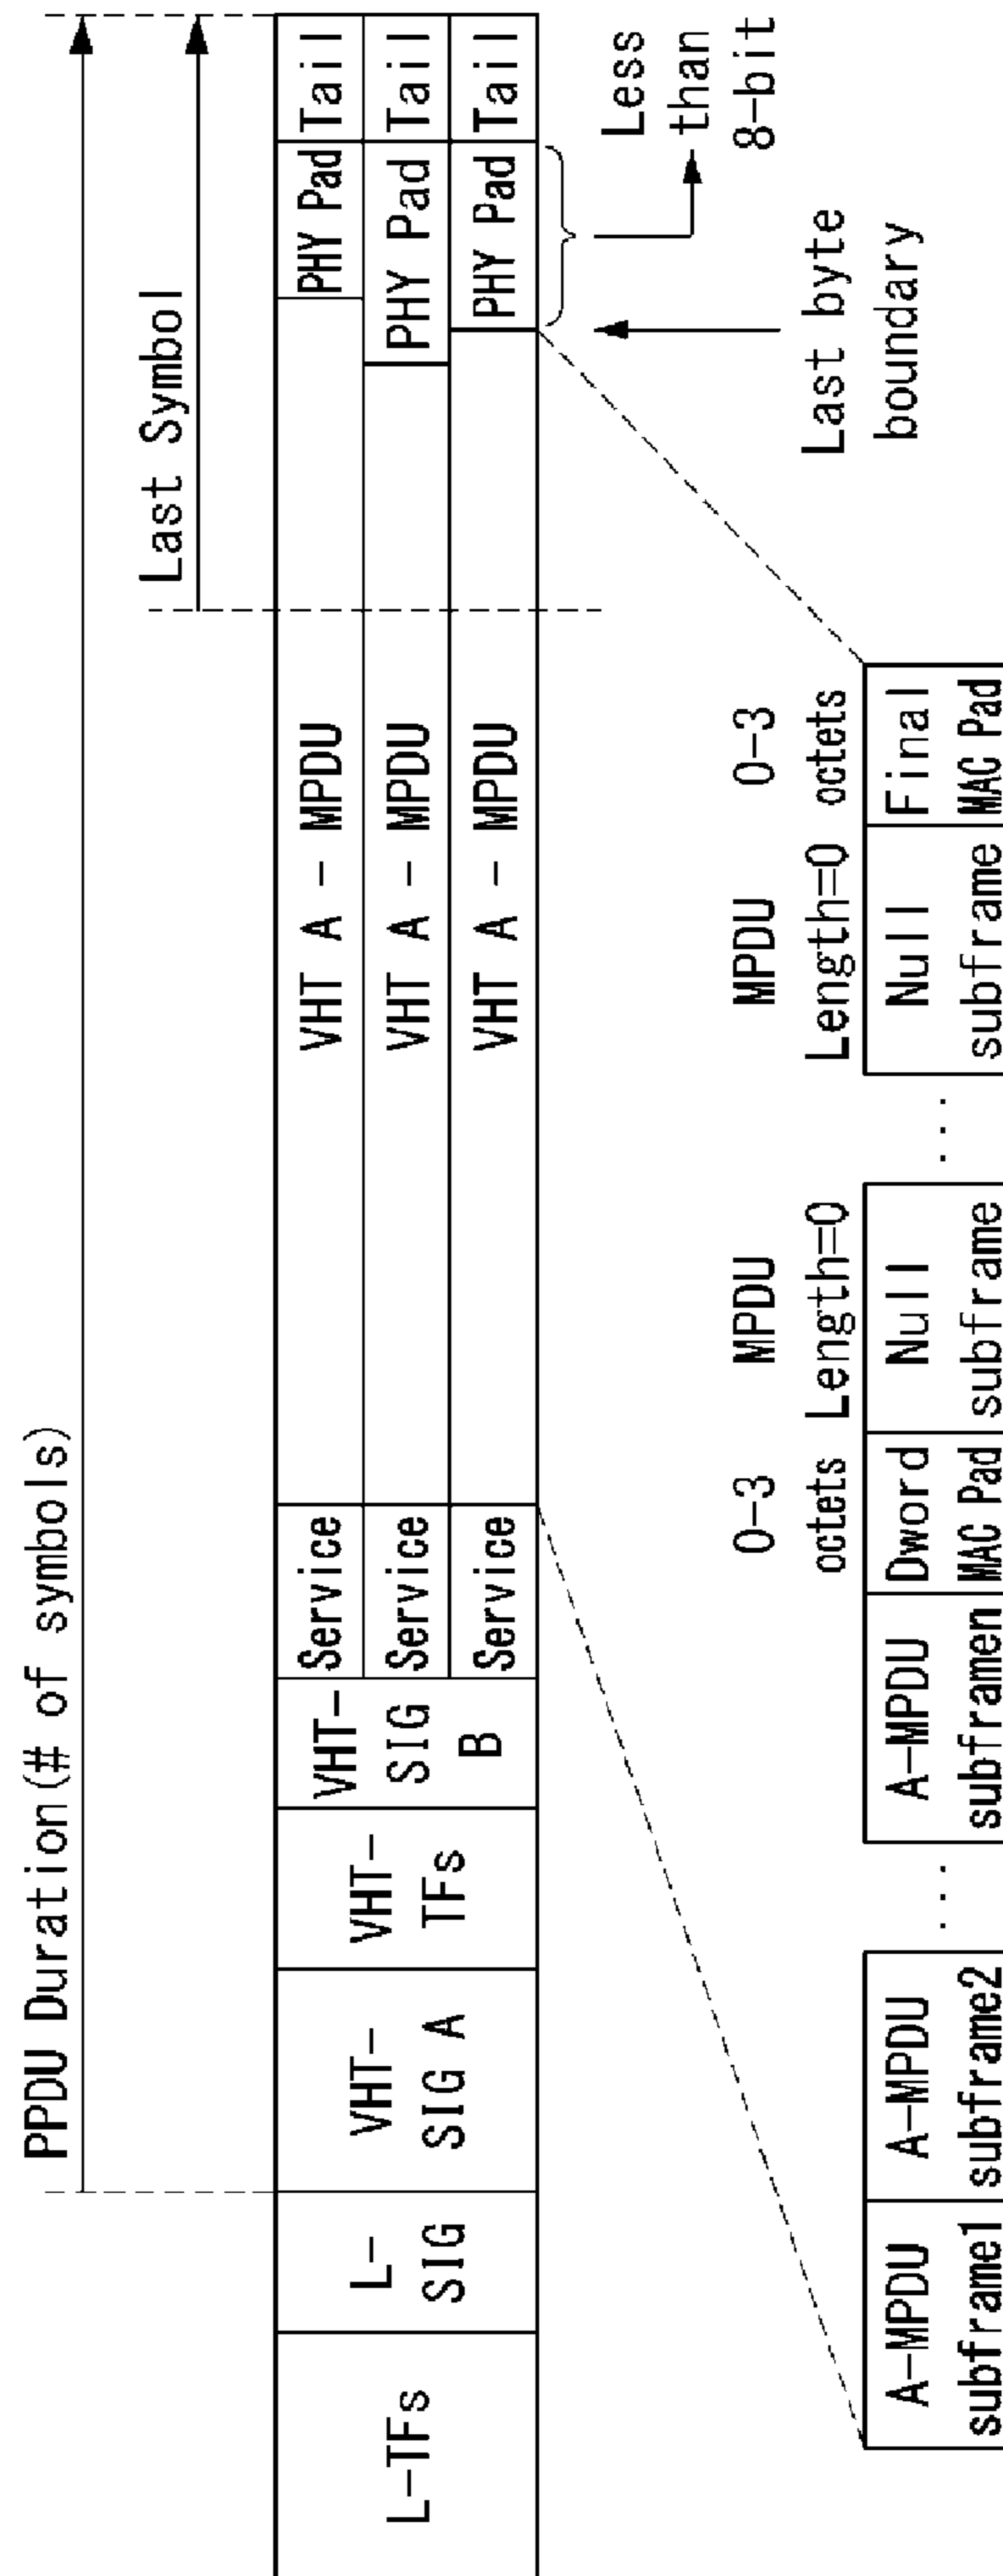 PPDU Duration(# of symbols)
Last Symbol
L-TFs
L-
SIG
VHT-
SIG A
VHT-
TFs
VHT-
SIG
B
Service
VHT A - MPDU
PHY Pad
Tail
Service
VHT A - MPDU
PHY Pad
Tail
Service
VHT A - MPDU
PHY Pad
Tail
Less
than
8-bit
Last byte
boundary
0-3
octets
MPDU
Length=0
MPDU
Length=0
0-3
octets
A-MPDU
subframe1
A-MPDU
subframe2
...
A-MPDU
subframen
Dword
MAC Pad
Null
subframe
...
Null
subframe
Final
MAC Pad